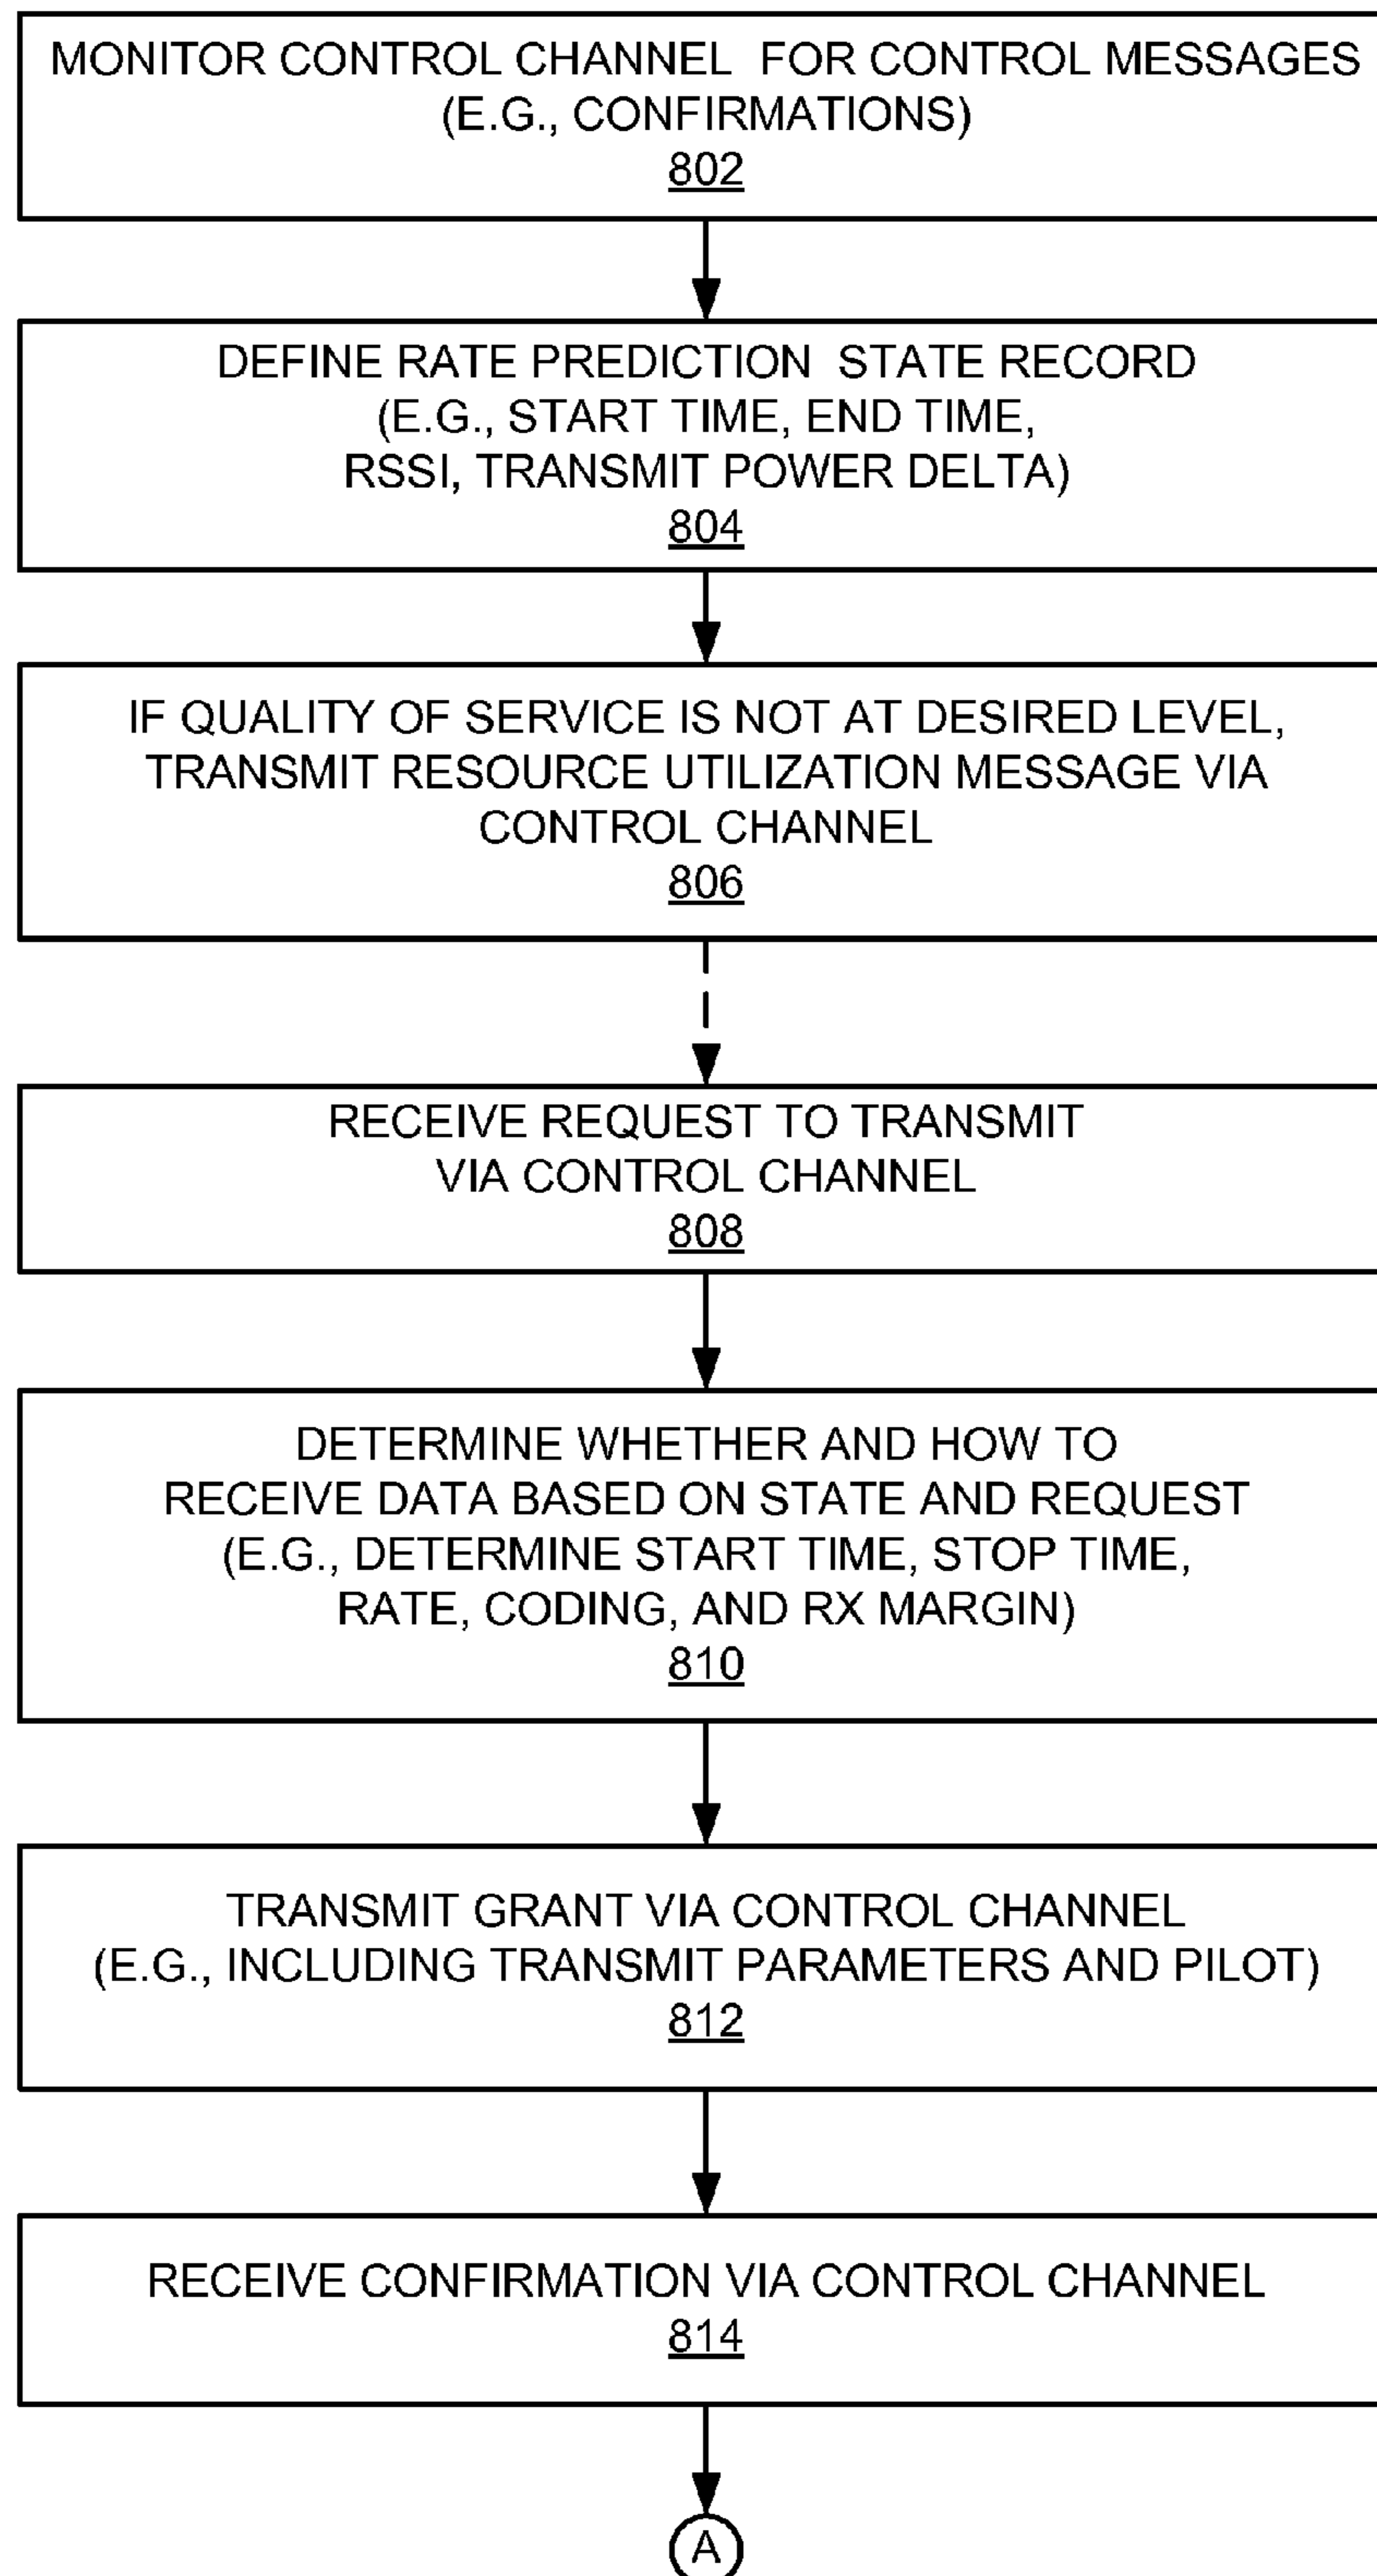 MONITOR CONTROL CHANNEL FOR CONTROL MESSAGES
(E.G., CONFIRMATIONS)
802
DEFINE RATE PREDICTION STATE RECORD
(E.G., START TIME, END TIME,
RSSI, TRANSMIT POWER DELTA)
804
IF QUALITY OF SERVICE IS NOT AT DESIRED LEVEL,
TRANSMIT RESOURCE UTILIZATION MESSAGE VIA
CONTROL CHANNEL
806
RECEIVE REQUEST TO TRANSMIT
VIA CONTROL CHANNEL
808
DETERMINE WHETHER AND HOW TO
RECEIVE DATA BASED ON STATE AND REQUEST
(E.G., DETERMINE START TIME, STOP TIME,
RATE, CODING, AND RX MARGIN)
810
TRANSMIT GRANT VIA CONTROL CHANNEL
(E.G., INCLUDING TRANSMIT PARAMETERS AND PILOT)
812
RECEIVE CONFIRMATION VIA CONTROL CHANNEL
814
A